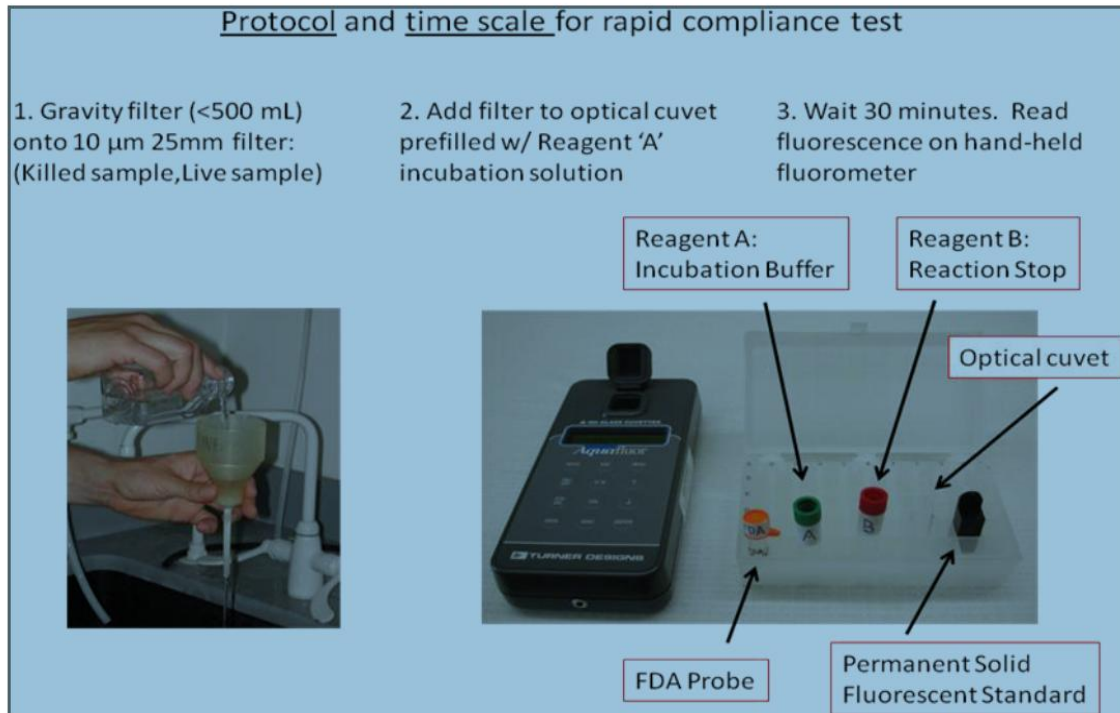 Protocol and time scale for rapid compliance test
1. Gravity filter (<500 mL)
onto 10 µm 25mm filter:
(Killed sample,Live sample)
2. Add filter to optical cuvet
prefilled w/ Reagent ‘A’
incubation solution
3. Wait 30 minutes. Read
fluorescence on hand-held
fluorometer
Reagent A:
Incubation Buffer
Reagent B:
Reaction Stop
Optical cuvet
Aquafluor
TURNER DESIGNS
A
B
FDA Probe
Permanent Solid
Fluorescent Standard